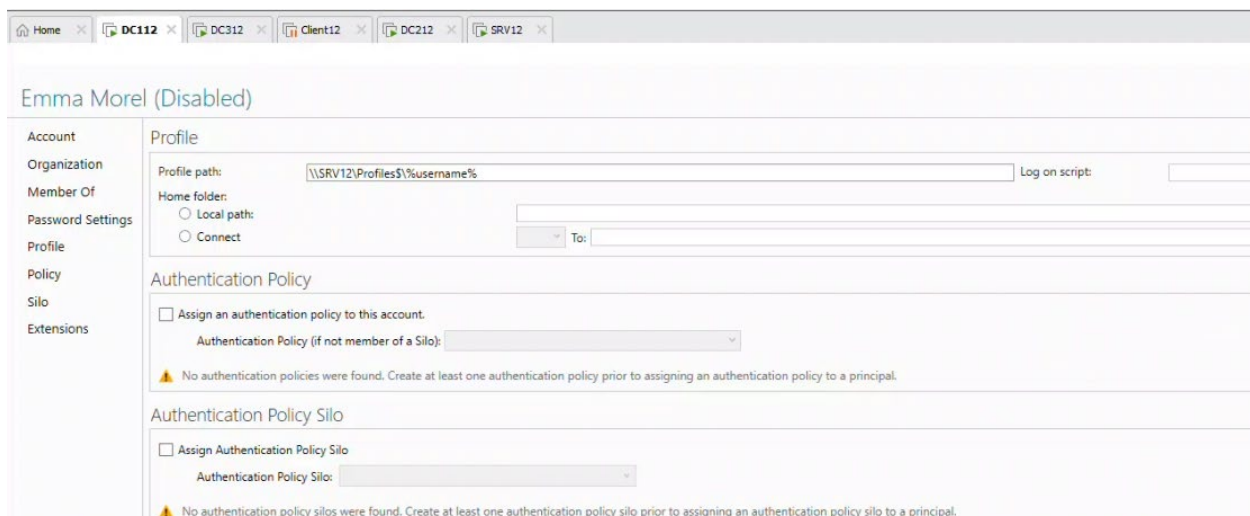 Home DC112 DC312 Client12 DC212 SRV12
Emma Morel (Disabled)
Account
Organization
Member Of
Password Settings
Profile
Policy
Silo
Extensions
Profile
Profile path: \\SRV12\Profiles$\%username% Log on script:
Home folder:
Local path:
Connect To:
Authentication Policy
Assign an authentication policy to this account.
Authentication Policy (if not member of a Silo):
No authentication policies were found. Create at least one authentication policy prior to assigning an authentication policy to a principal.
Authentication Policy Silo
Assign Authentication Policy Silo
Authentication Policy Silo:
No authentication policy silos were found. Create at least one authentication policy silo prior to assigning an authentication policy silo to a principal.